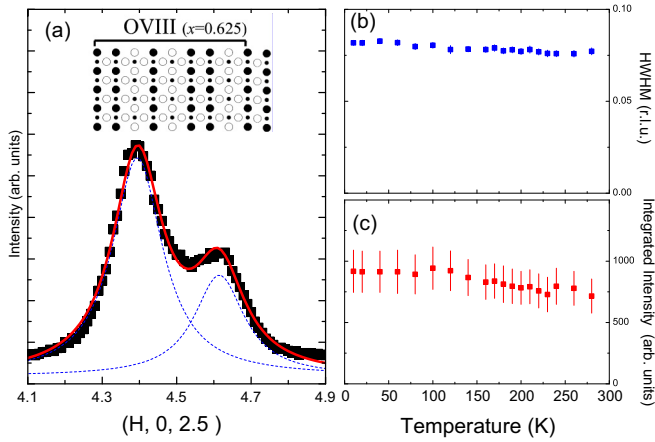 (a)
OVIII (x=0.625)
Intensity (arb. units)
4.1 4.3 4.5 4.7 4.9
(H, 0, 2.5 )
(b)
0.10
0.05
0.00
HWHM (r.l.u.)
(c)
1000
500
0
Integrated Intensity
(arb. units)
0 50 100 150 200 250 300
Temperature (K)